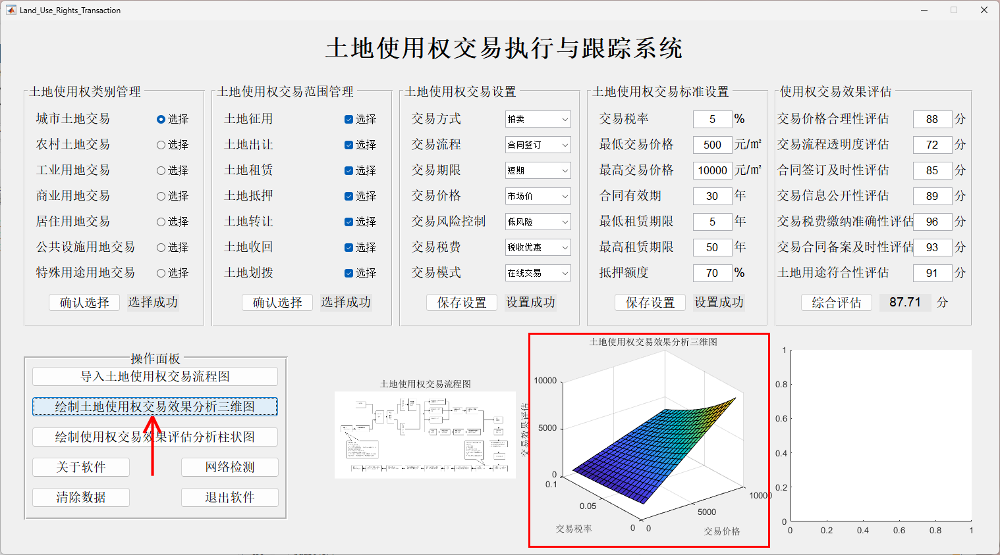 Land_Use_Rights_Transaction
土地使用权交易执行与跟踪系统
土地使用权类别管理
城市土地交易 选择
农村土地交易 选择
工业用地交易 选择
商业用地交易 选择
居住用地交易 选择
公共设施用地交易 选择
特殊用途用地交易 选择
确认选择 选择成功
土地使用权交易范围管理
土地征用 选择
土地出让 选择
土地租赁 选择
土地抵押 选择
土地转让 选择
土地收回 选择
土地划拨 选择
确认选择 选择成功
土地使用权交易设置
交易方式 拍卖
交易流程 合同签订
交易期限 短期
交易价格 市场价
交易风险控制 低风险
交易税费 税收优惠
交易模式 在线交易
保存设置 设置成功
土地使用权交易标准设置
交易税率 5 %
最低交易价格 500 元/㎡
最高交易价格 10000 元/㎡
合同有效期 30 年
最低租赁期限 5 年
最高租赁期限 50 年
抵押额度 70 %
保存设置 设置成功
使用权交易效果评估
交易价格合理性评估 88 分
交易流程透明度评估 72 分
合同签订及时性评估 85 分
交易信息公开性评估 89 分
交易税费缴纳准确性评估 96 分
交易合同备案及时性评估 93 分
土地用途符合性评估 91 分
综合评估 87.71 分
操作面板
导入土地使用权交易流程图
绘制土地使用权交易效果分析三维图
绘制使用权交易效果评估分析柱状图
关于软件 网络检测
清除数据 退出软件
土地使用权交易流程图
土地使用权交易效果分析三维图
交易效果评估
10000
5000
0
0.1
0.05
0
0
5000
10000
交易税率
交易价格
1
0.8
0.6
0.4
0.2
0
0 0.2 0.4 0.6 0.8 1